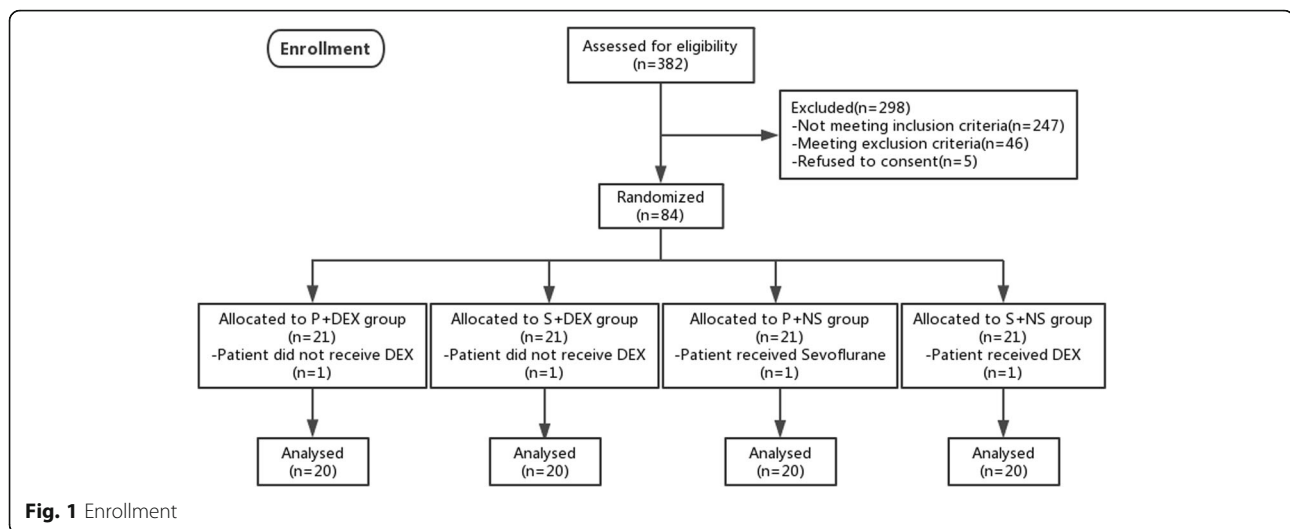 Enrollment
Assessed for eligibility
(n=382)
Excluded(n=298)
-Not meeting inclusion criteria(n=247)
-Meeting exclusion criteria(n=46)
-Refused to consent(n=5)
Randomized
(n=84)
Allocated to P+DEX group
(n=21)
-Patient did not receive DEX
(n=1)
Allocated to S+DEX group
(n=21)
-Patient did not receive DEX
(n=1)
Allocated to P+NS group
(n=21)
-Patient received Sevoflurane
(n=1)
Allocated to S+NS group
(n=21)
-Patient received DEX
(n=1)
Analysed
(n=20)
Analysed
(n=20)
Analysed
(n=20)
Analysed
(n=20)
Fig. 1 Enrollment